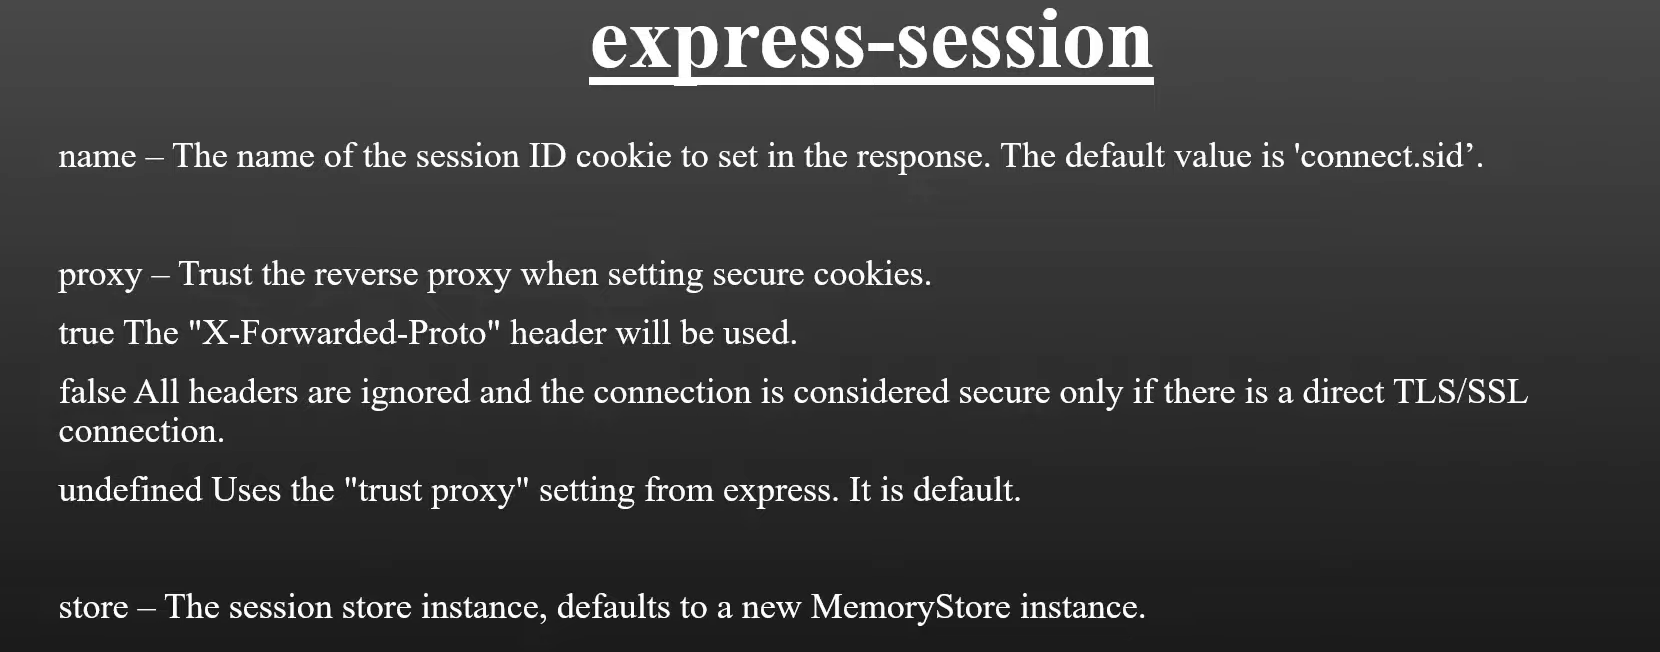 express-session
name – The name of the session ID cookie to set in the response. The default value is 'connect.sid’.
proxy – Trust the reverse proxy when setting secure cookies.
true The "X-Forwarded-Proto" header will be used.
false All headers are ignored and the connection is considered secure only if there is a direct TLS/SSL
connection.
undefined Uses the "trust proxy" setting from express. It is default.
store – The session store instance, defaults to a new MemoryStore instance.